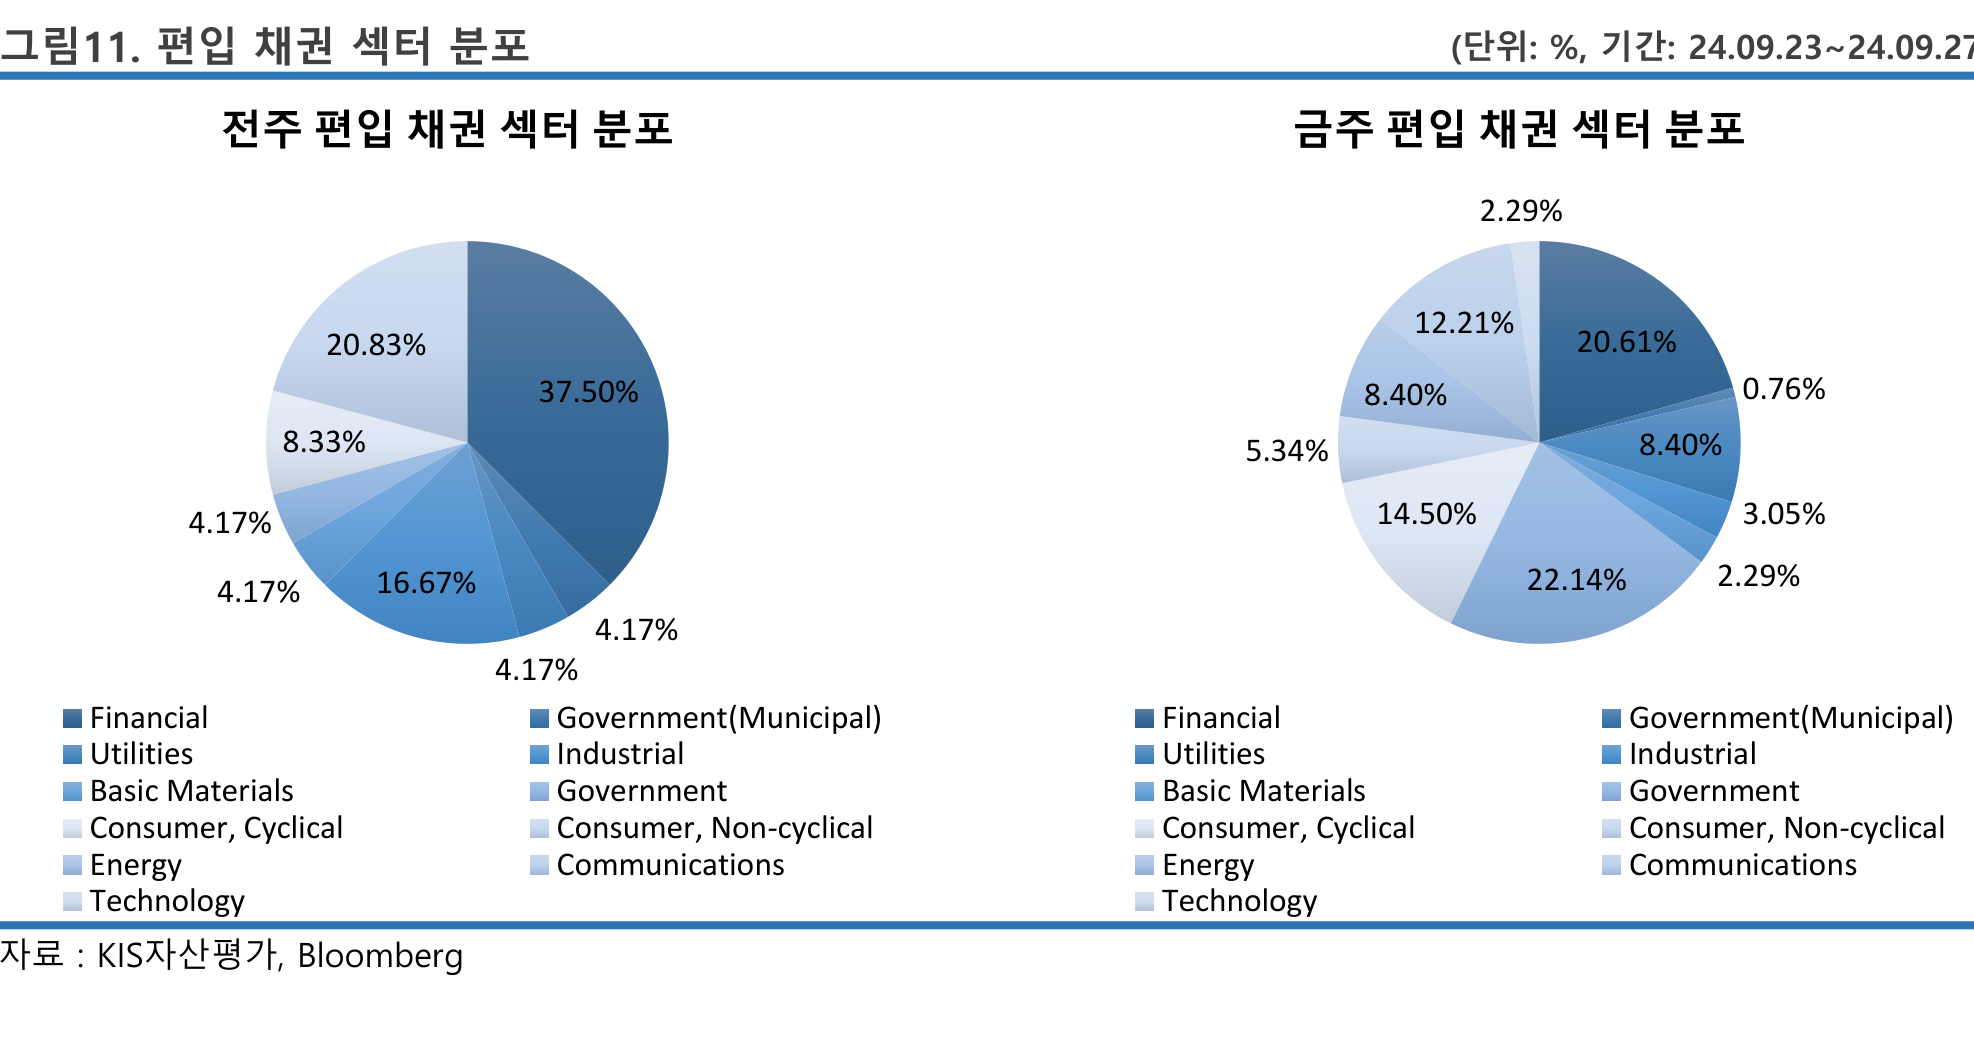 그림11. 편입 채권 섹터 분포
(단위: %, 기간: 24.09.23~24.09.27
전주 편입 채권 섹터 분포
20.83%
37.50%
8.33%
4.17%
16.67%
4.17%
4.17%
4.17%
Financial
Government(Municipal)
Utilities
Industrial
Basic Materials
Government
Consumer, Cyclical
Consumer, Non-cyclical
Energy
Communications
Technology
금주 편입 채권 섹터 분포
2.29%
12.21%
20.61%
0.76%
8.40%
8.40%
5.34%
14.50%
3.05%
22.14%
2.29%
Financial
Government(Municipal)
Utilities
Industrial
Basic Materials
Government
Consumer, Cyclical
Consumer, Non-cyclical
Energy
Communications
Technology
자료 : KIS자산평가, Bloomberg